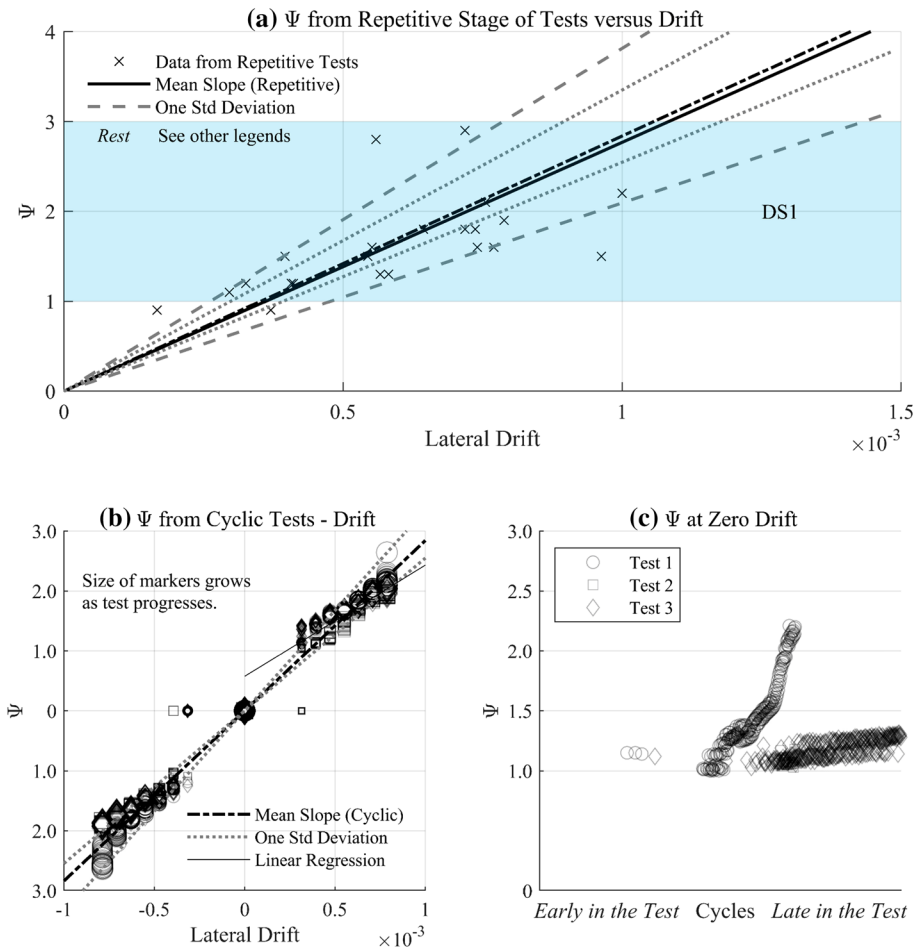 (a) Ψ from Repetitive Stage of Tests versus Drift
4
3
2
1
0
Ψ
Data from Repetitive Tests
Mean Slope (Repetitive)
One Std Deviation
Rest See other legends
DS1
0 0.5 1 1.5
Lateral Drift
×10⁻³
(b) Ψ from Cyclic Tests - Drift
3.0
2.0
1.0
0
1.0
2.0
3.0
Ψ
Size of markers grows
as test progresses.
Mean Slope (Cyclic)
One Std Deviation
Linear Regression
-1 -0.5 0 0.5 1
Lateral Drift
×10⁻³
(c) Ψ at Zero Drift
3.0
2.5
2.0
1.5
1.0
0
Ψ
Test 1
Test 2
Test 3
Early in the Test Cycles Late in the Test